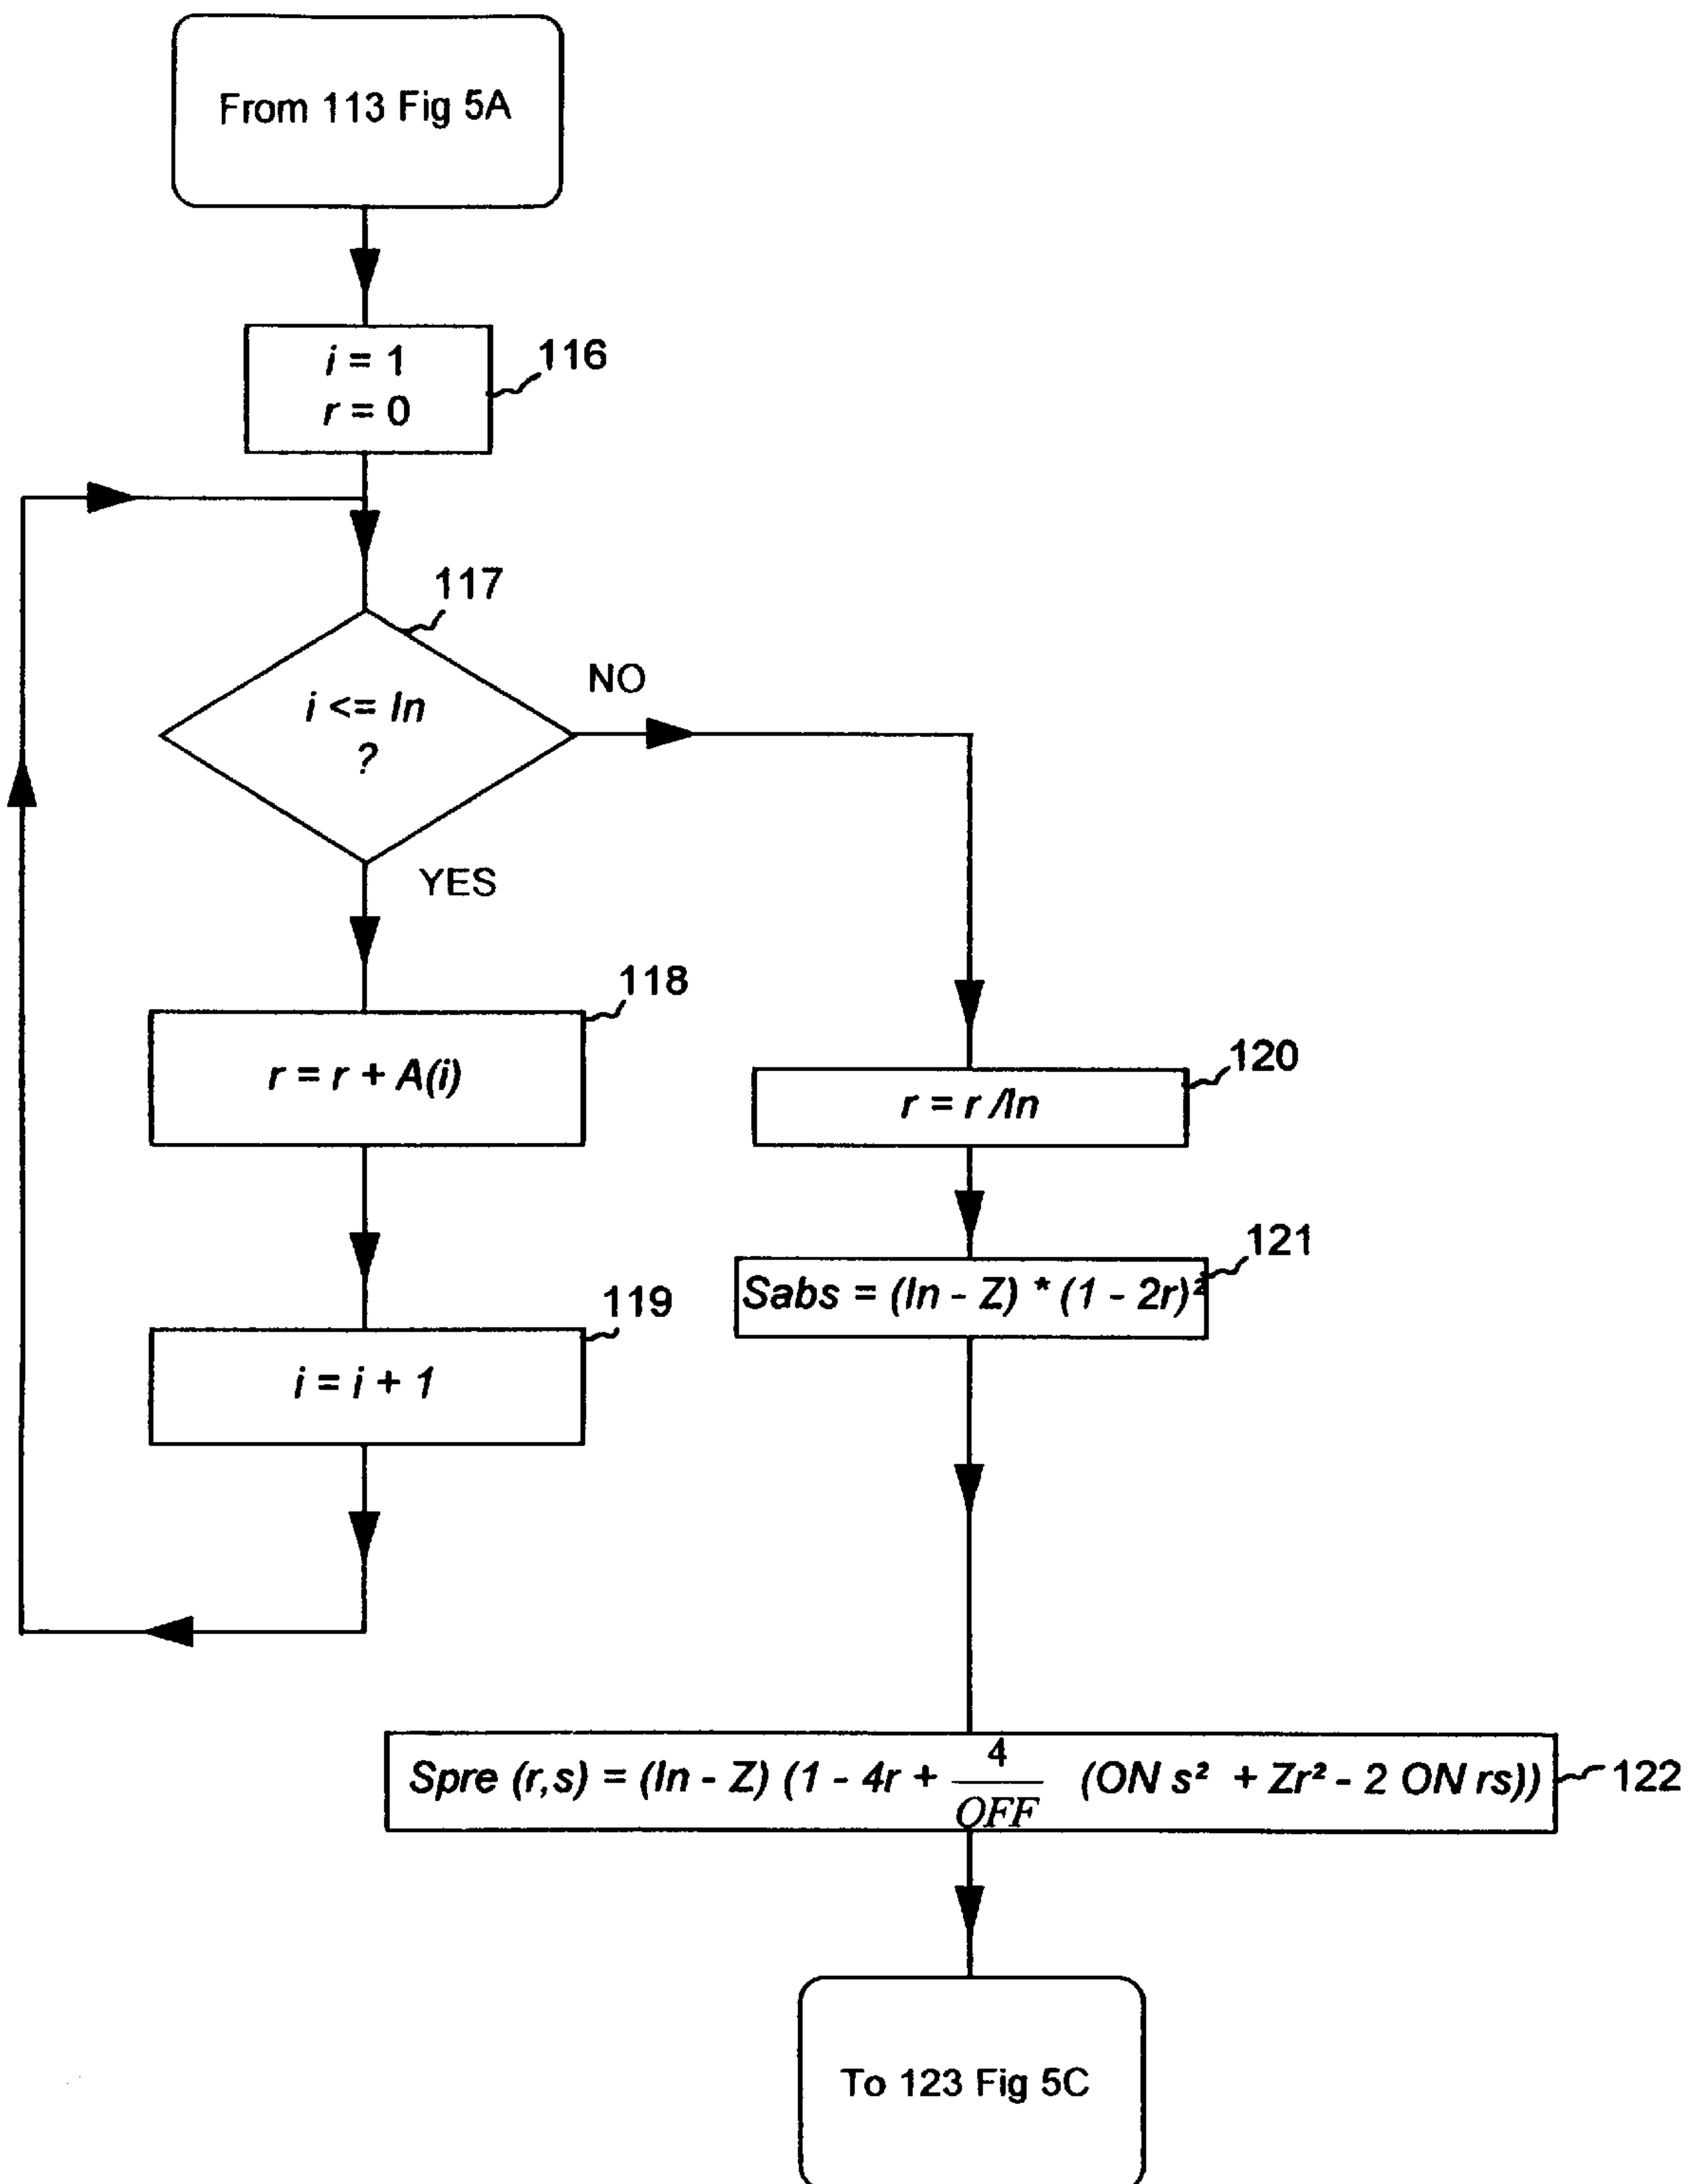 From 113 Fig 5A
i = 1
r = 0
116
117
i <= In
?
NO
YES
118
r = r + A(i)
119
i = i + 1
120
r = r /In
121
Sabs = (In - Z) * (1 - 2r)²
Spre (r,s) = (In - Z) (1 - 4r + 4/OFF (ON s² + Zr² - 2 ON rs))
122
To 123 Fig 5C